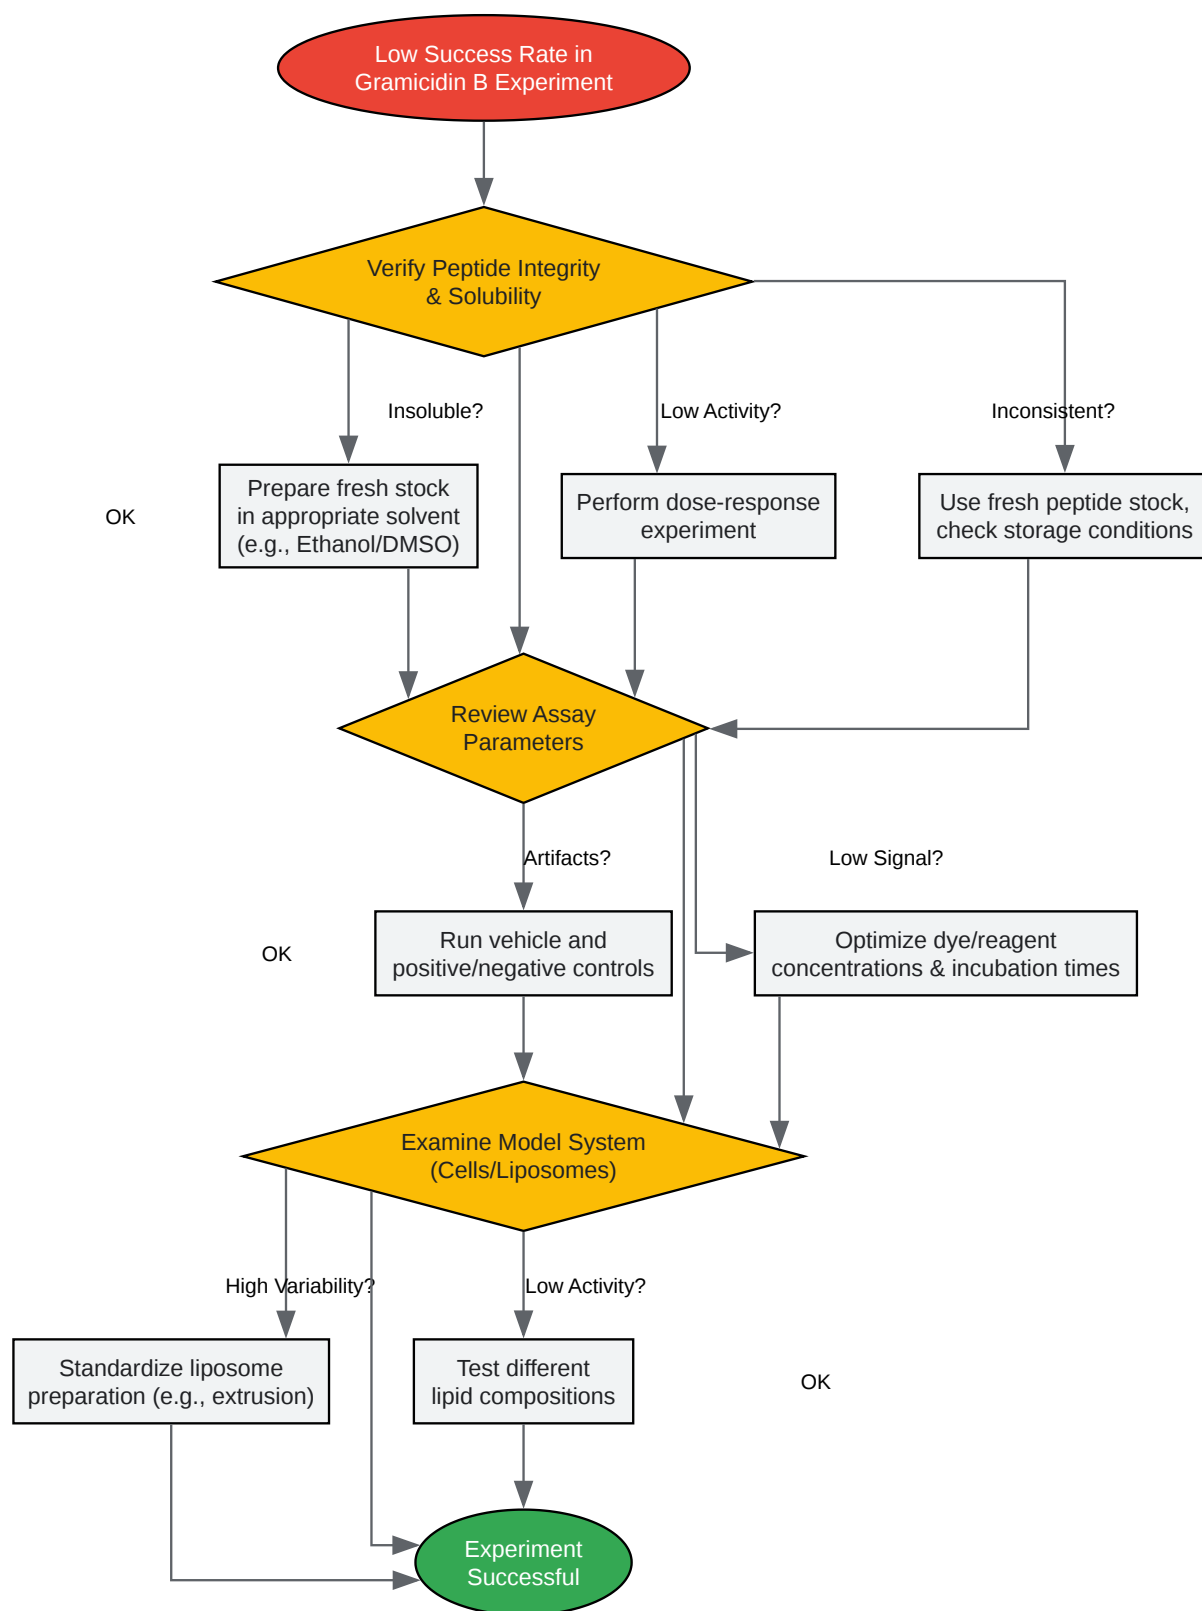 Low Success Rate in
Gramicidin B Experiment
Verify Peptide Integrity
& Solubility
Insoluble?
Low Activity?
Inconsistent?
OK
Prepare fresh stock
in appropriate solvent
(e.g., Ethanol/DMSO)
Perform dose-response
experiment
Use fresh peptide stock,
check storage conditions
Review Assay
Parameters
Artifacts?
Low Signal?
OK
Run vehicle and
positive/negative controls
Optimize dye/reagent
concentrations & incubation times
Examine Model System
(Cells/Liposomes)
High Variability?
Low Activity?
Standardize liposome
preparation (e.g., extrusion)
Test different
lipid compositions
OK
Experiment
Successful